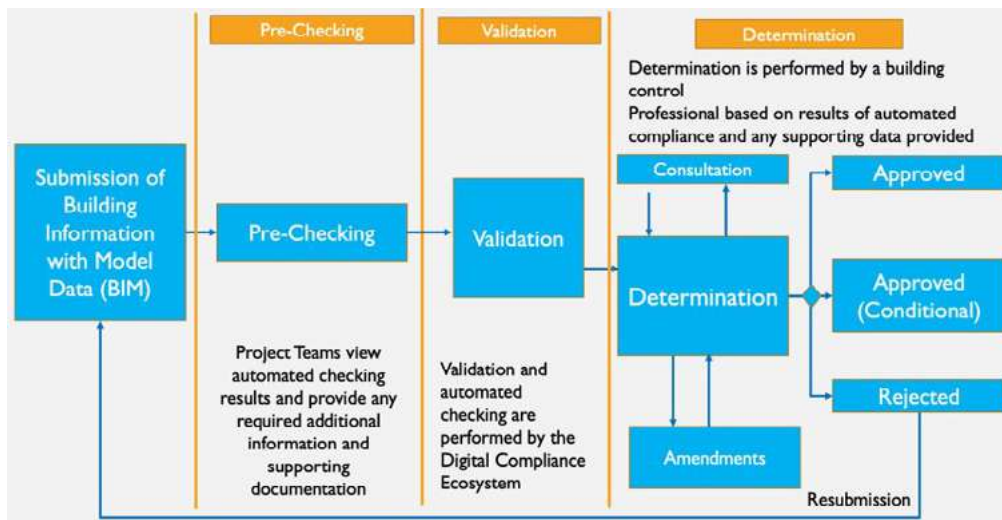 Pre-Checking
Validation
Determination
Determination is performed by a building
control
Professional based on results of automated
compliance and any supporting data provided
Submission of
Building
Information
with Model
Data (BIM)
Pre-Checking
Validation
Consultation
Determination
Approved
Approved
(Conditional)
Rejected
Amendments
Project Teams view
automated checking
results and provide any
required additional
information and
supporting
documentation
Validation and
automated
checking are
performed by the
Digital Compliance
Ecosystem
Resubmission